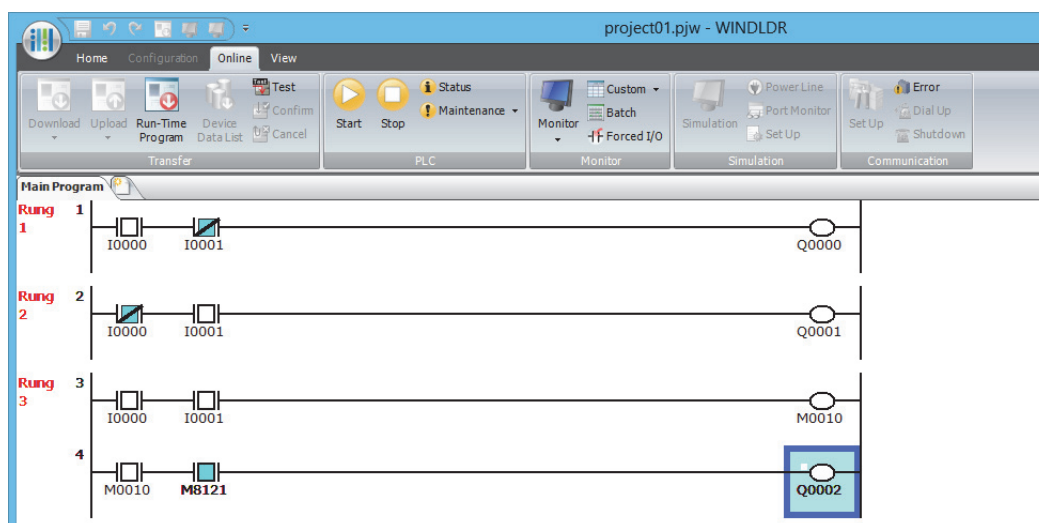 project01.pjw - WINDLDR
Home Configuration Online View
Download
Upload
Run-Time Program
Device Data List
Test
Confirm
Cancel
Transfer
Start
Stop
Status
Maintenance
PLC
Monitor
Custom
Batch
Forced I/O
Monitor
Simulation
Power Line
Port Monitor
Set Up
Simulation
Set Up
Error
Dial Up
Shutdown
Communication
Main Program
Rung 1
1
I0000 I0001 Q0000
Rung 2
2
I0000 I0001 Q0001
Rung 3
3
I0000 I0001 M0010
4
M0010 M8121 Q0002